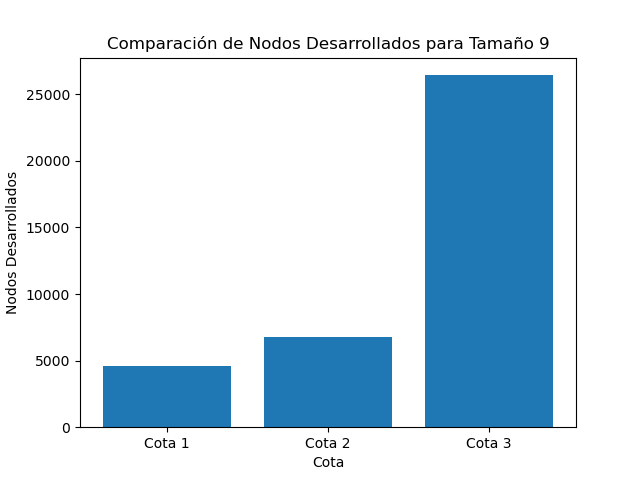 Comparación de Nodos Desarrollados para Tamaño 9
Nodos Desarrollados
25000
20000
15000
10000
5000
0
Cota 1 Cota 2 Cota 3
Cota